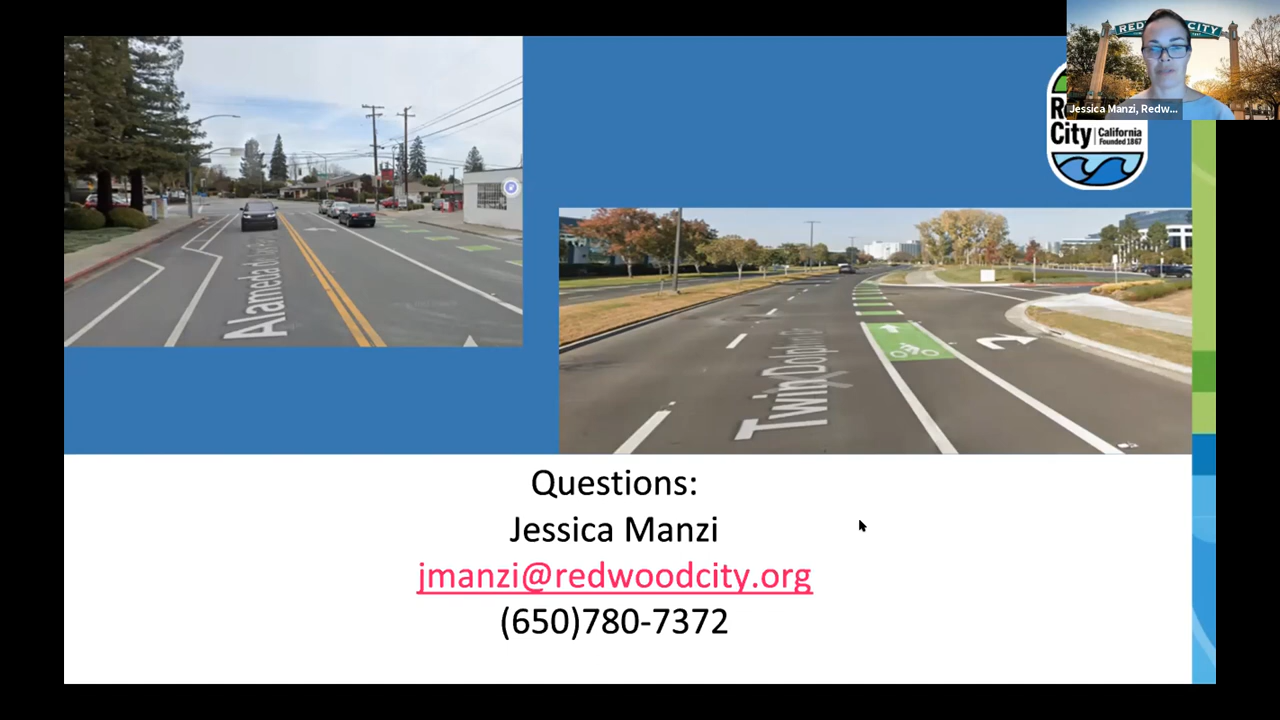 REDWOOD CITY
Jessica Manzi, Redw...
City
California
Founded 1867
Alameda
Twin Dolphin Dr
Questions:
Jessica Manzi
jmanzi@redwoodcity.org
(650)780-7372